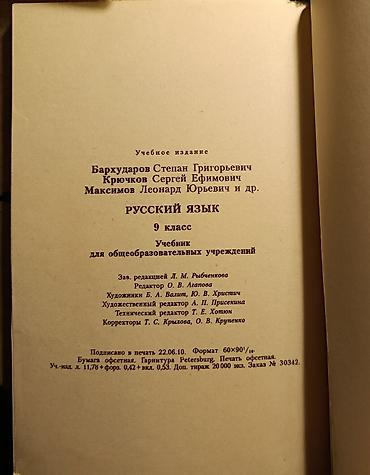 Учебное издание
Бархударов Степан Григорьевич
Крючков Сергей Ефимович
Максимов Леонард Юрьевич и др.
РУССКИЙ ЯЗЫК
9 класс
Учебник
для общеобразовательных учреждений
Зав. редакцией Л. М. Рыбченкова
Редактор О. В. Агапова
Художники Б. А. Валит, Ю. В. Христич
Художественный редактор А. П. Присекина
Технический редактор Т. Е. Хотюн
Корректоры Т. С. Крылова, О. В. Крупенко
Подписано в печать 22.06.10. Формат 60×90¹/₁₆.
Бумага офсетная. Гарнитура Petersburg. Печать офсетная.
Уч.-изд. л. 11,78 + форз. 0,42 + вкл. 0,53. Доп. тираж 20 000 экз. Заказ № 30342.